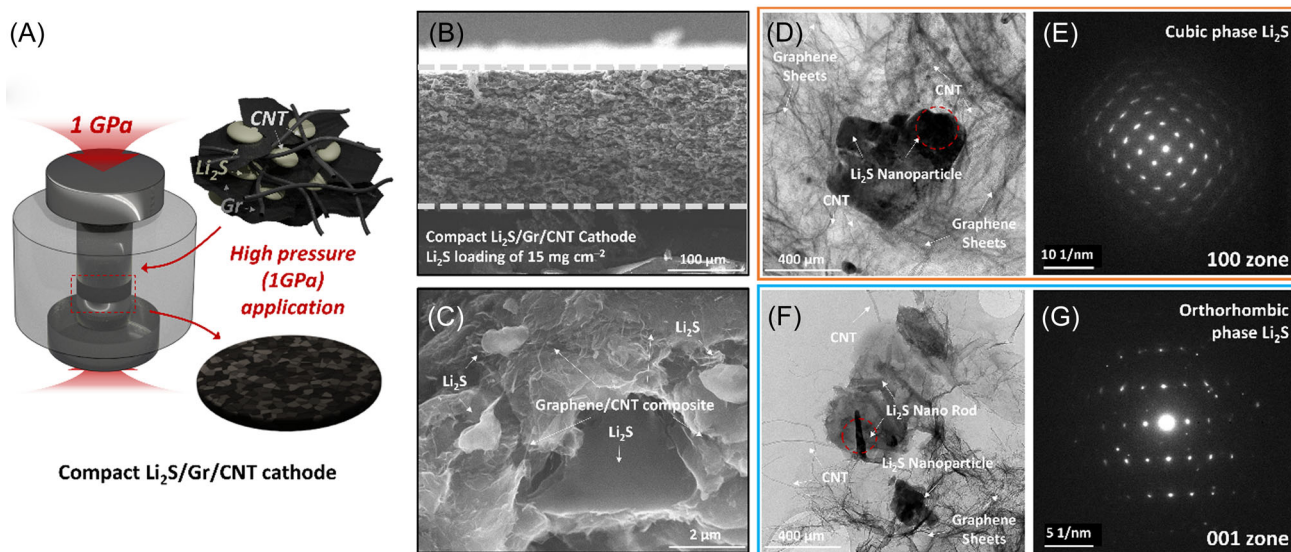 (A)
1 GPa
CNT
Li₂S
Gr
High pressure
(1GPa)
application
Compact Li₂S/Gr/CNT cathode
(B)
Compact Li₂S/Gr/CNT Cathode
Li₂S loading of 15 mg cm⁻²
100 μm
(C)
Li₂S
Li₂S
Li₂S
Graphene/CNT composite
Li₂S
2 μm
(D)
Graphene
Sheets
CNT
Li₂S Nanoparticle
CNT
Graphene
Sheets
400 μm
(E)
Cubic phase Li₂S
10 1/nm
100 zone
(F)
CNT
Li₂S Nano Rod
Li₂S Nanoparticle
CNT
Graphene
Sheets
400 μm
(G)
Orthorhombic
phase Li₂S
5 1/nm
001 zone